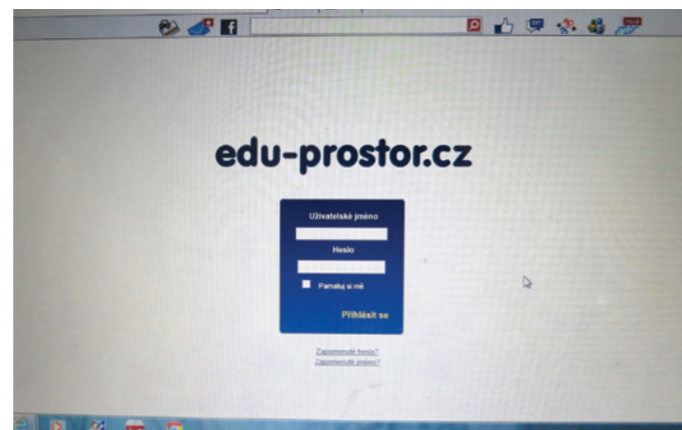 edu-prostor.cz
Uživatelské jméno
Heslo
Pamatuj si mě
Přihlásit se
Zapomenuté heslo?
Zapomenuté jméno?